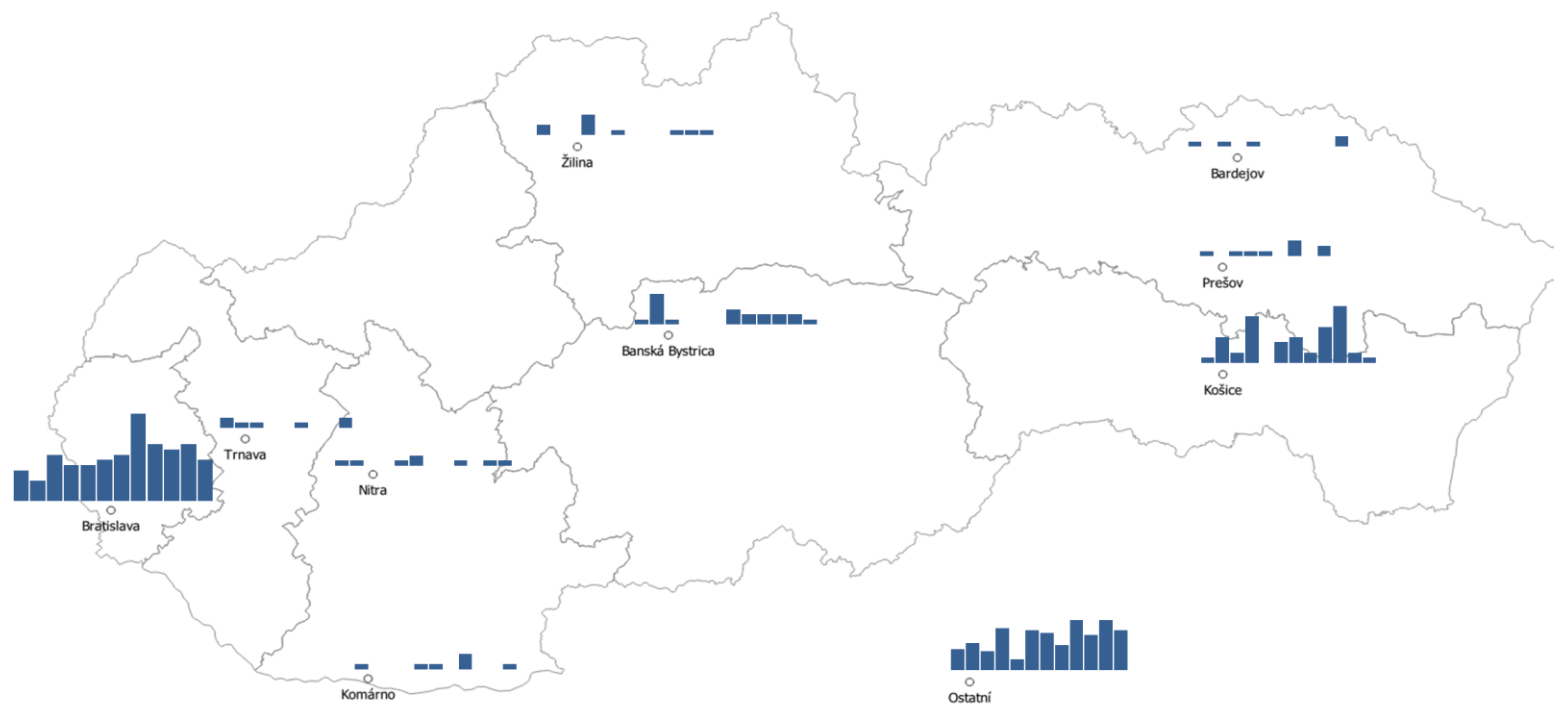 Žilina
Bardejov
Prešov
Banská Bystrica
Košice
Trnava
Nitra
Bratislava
Komárno
Ostatní